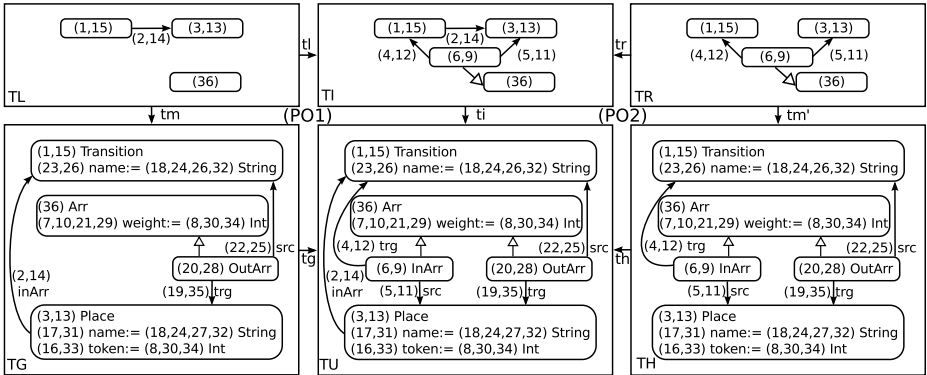 (1,15) (3,13)
(2,14)
(36)
TL
tl
(1,15) (3,13)
(2,14)
(4,12) (6,9) (5,11)
(36)
TI
tr
(1,15) (3,13)
(4,12) (6,9) (5,11)
(36)
TR
tm
(PO1)
ti
(PO2)
tm'
(1,15) Transition
(23,26) name:= (18,24,26,32) String
(36) Arr
(7,10,21,29) weight:= (8,30,34) Int
(22,25) src
(20,28) OutArr
(2,14)
inArr
(19,35) trg
(3,13) Place
(17,31) name:= (18,24,27,32) String
(16,33) token:= (8,30,34) Int
TG
tg
(1,15) Transition
(23,26) name:= (18,24,26,32) String
(36) Arr
(7,10,21,29) weight:= (8,30,34) Int
(4,12) trg
(22,25) src
(6,9) InArr
(20,28) OutArr
(2,14)
inArr
(5,11) src
(19,35) trg
(3,13) Place
(17,31) name:= (18,24,27,32) String
(16,33) token:= (8,30,34) Int
TU
th
(1,15) Transition
(23,26) name:= (18,24,26,32) String
(36) Arr
(7,10,21,29) weight:= (8,30,34) Int
(4,12) trg
(22,25) src
(6,9) InArr
(20,28) OutArr
(5,11) src
(19,35) trg
(3,13) Place
(17,31) name:= (18,24,27,32) String
(16,33) token:= (8,30,34) Int
TH